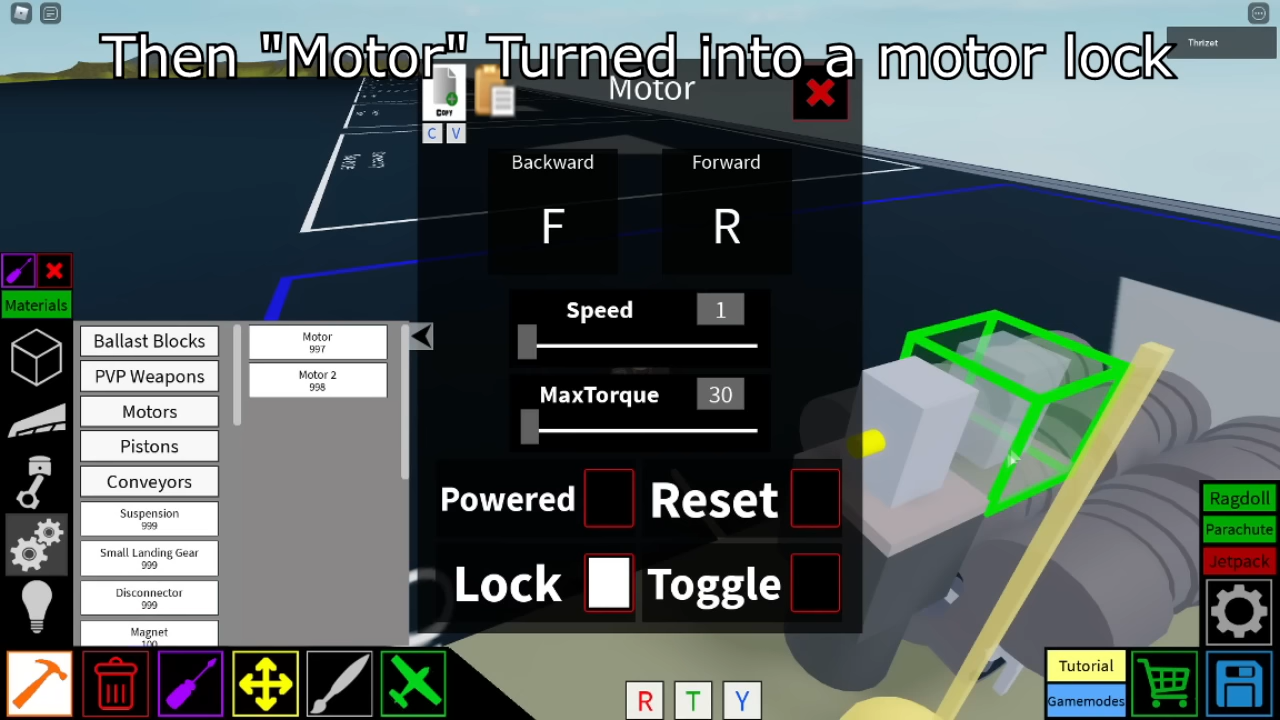 Then "Motor" Turned into a motor lock
Thrizet
Motor
COPY
C V
Backward Forward
F R
Speed 1
MaxTorque 30
Powered Reset
Lock Toggle
Materials
Ballast Blocks
PVP Weapons
Motors
Pistons
Conveyors
Suspension
999
Small Landing Gear
999
Disconnector
999
Magnet
100
Motor
997
Motor 2
998
Ragdoll
Parachute
Jetpack
Tutorial
Gamemodes
R T Y